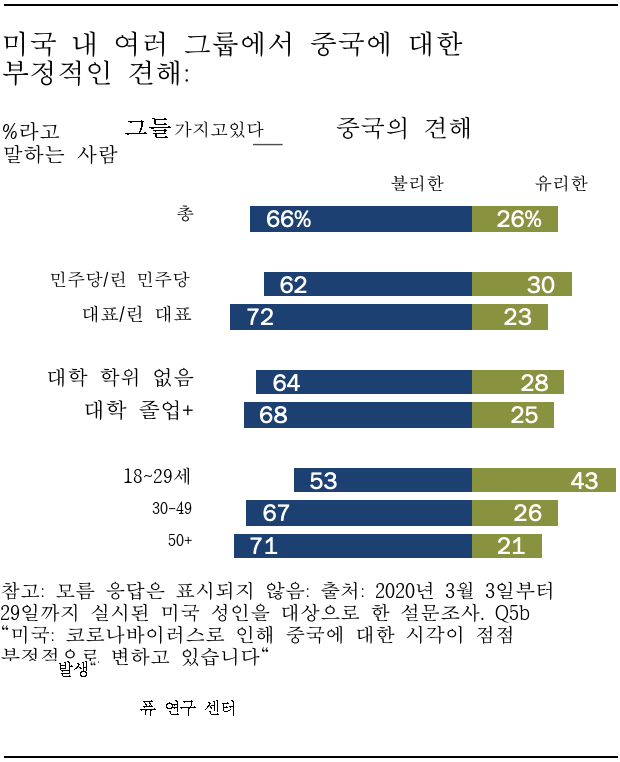 미국 내 여러 그룹에서 중국에 대한
부정적인 견해:
%라고 그들 가지고있다 중국의 견해
말하는 사람
불리한 유리한
총 66% 26%
민주당/린 민주당 62 30
대표/린 대표 72 23
대학 학위 없음 64 28
대학 졸업+ 68 25
18~29세 53 43
30-49 67 26
50+ 71 21
참고: 모름 응답은 표시되지 않음: 출처: 2020년 3월 3일부터
29일까지 실시된 미국 성인을 대상으로 한 설문조사. Q5b
“미국: 코로나바이러스로 인해 중국에 대한 시각이 점점
부정적으로 변하고 있습니다“
발생“
퓨 연구 센터